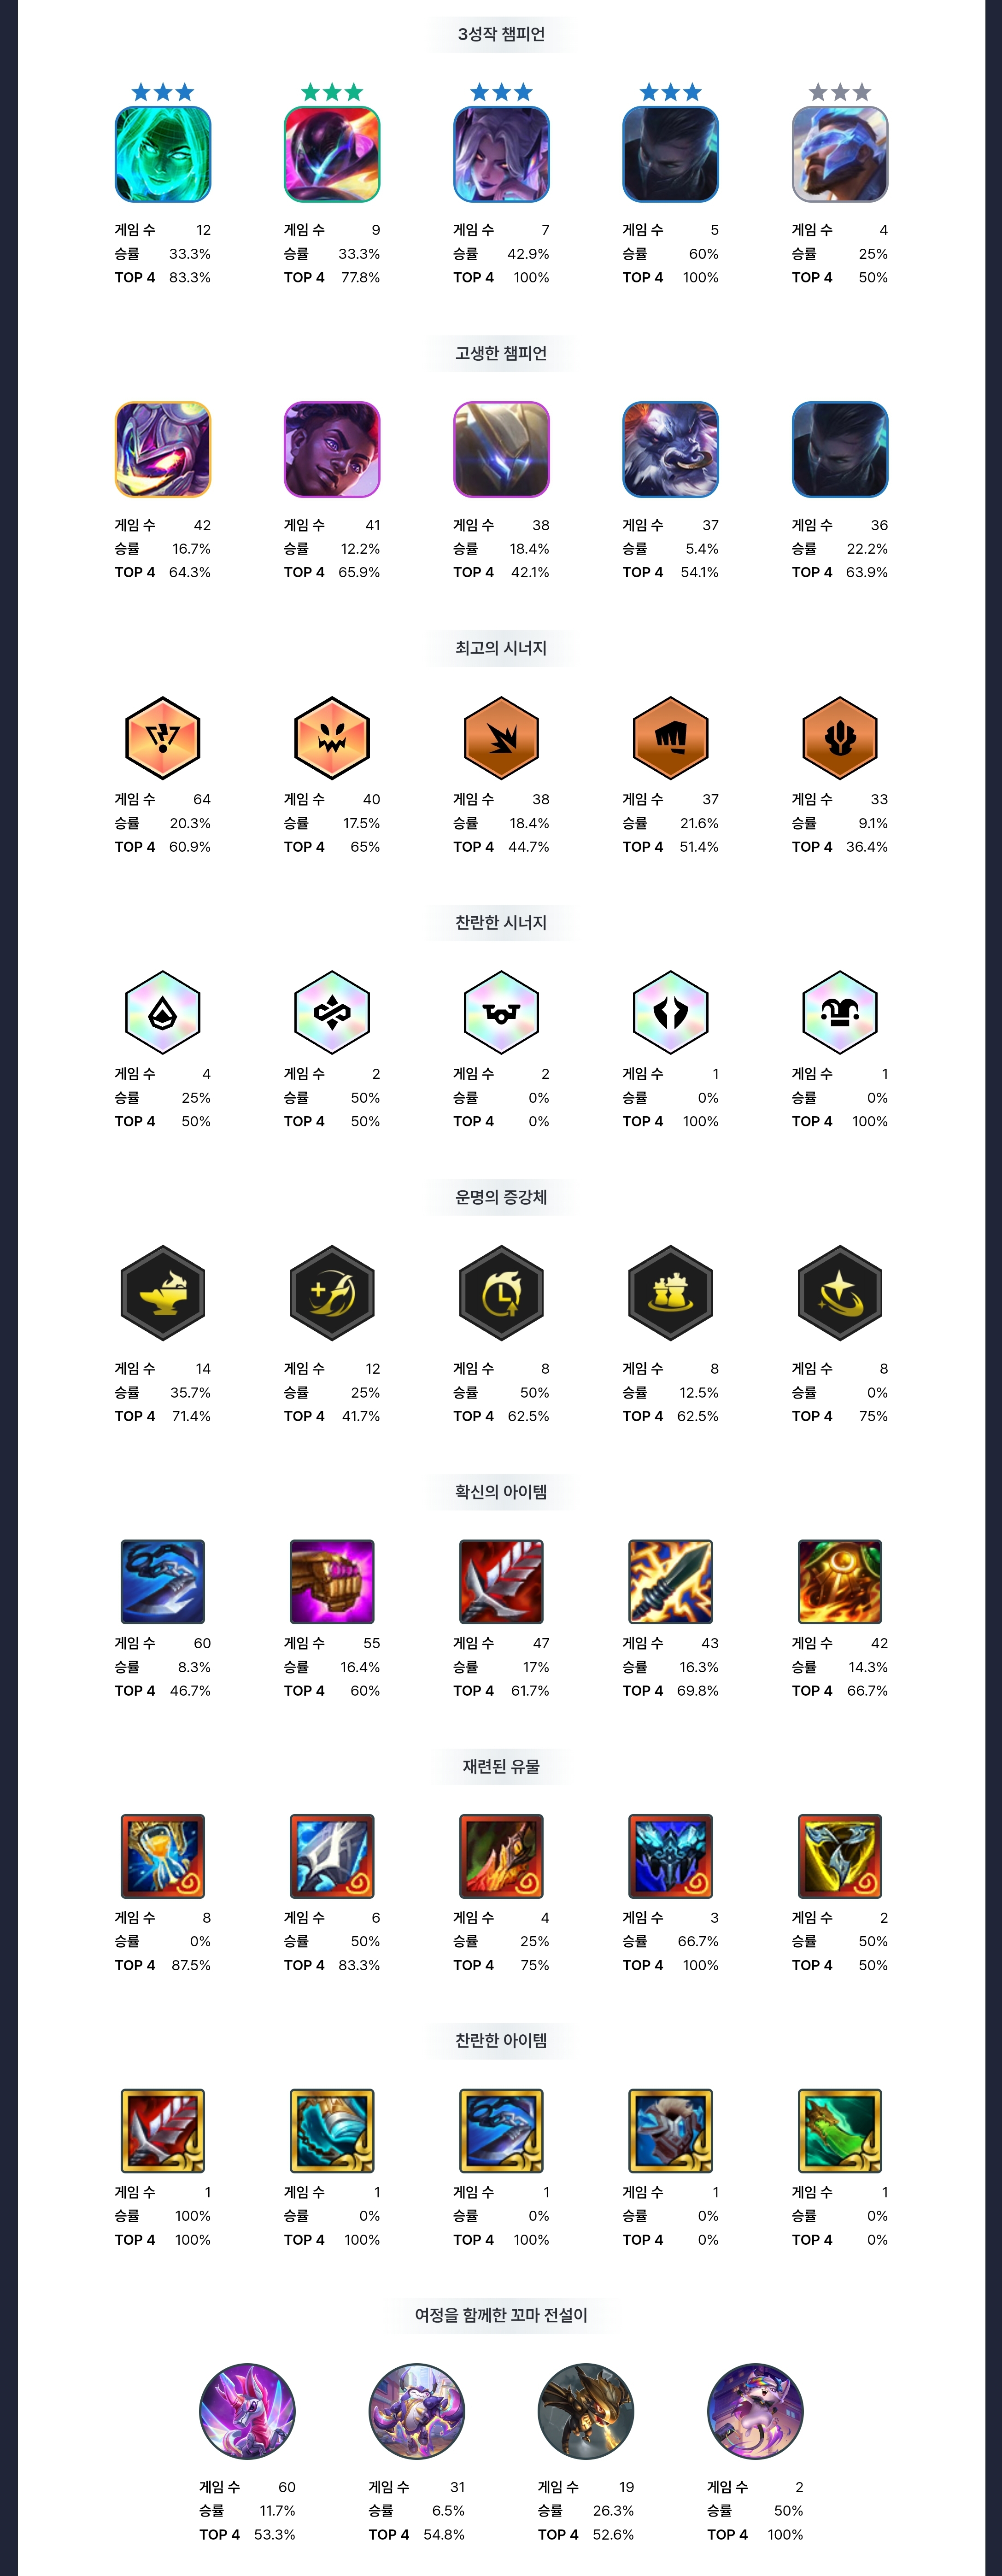 3성작 챔피언
게임 수 12 게임 수 9 게임 수 7 게임 수 5 게임 수 4
승률 33.3% 승률 33.3% 승률 42.9% 승률 60% 승률 25%
TOP 4 83.3% TOP 4 77.8% TOP 4 100% TOP 4 100% TOP 4 50%
고생한 챔피언
게임 수 42 게임 수 41 게임 수 38 게임 수 37 게임 수 36
승률 16.7% 승률 12.2% 승률 18.4% 승률 5.4% 승률 22.2%
TOP 4 64.3% TOP 4 65.9% TOP 4 42.1% TOP 4 54.1% TOP 4 63.9%
최고의 시너지
게임 수 64 게임 수 40 게임 수 38 게임 수 37 게임 수 33
승률 20.3% 승률 17.5% 승률 18.4% 승률 21.6% 승률 9.1%
TOP 4 60.9% TOP 4 65% TOP 4 44.7% TOP 4 51.4% TOP 4 36.4%
찬란한 시너지
게임 수 4 게임 수 2 게임 수 2 게임 수 1 게임 수 1
승률 25% 승률 50% 승률 0% 승률 0% 승률 0%
TOP 4 50% TOP 4 50% TOP 4 0% TOP 4 100% TOP 4 100%
운명의 증강체
게임 수 14 게임 수 12 게임 수 8 게임 수 8 게임 수 8
승률 35.7% 승률 25% 승률 50% 승률 12.5% 승률 0%
TOP 4 71.4% TOP 4 41.7% TOP 4 62.5% TOP 4 62.5% TOP 4 75%
확신의 아이템
게임 수 60 게임 수 55 게임 수 47 게임 수 43 게임 수 42
승률 8.3% 승률 16.4% 승률 17% 승률 16.3% 승률 14.3%
TOP 4 46.7% TOP 4 60% TOP 4 61.7% TOP 4 69.8% TOP 4 66.7%
재련된 유물
게임 수 8 게임 수 6 게임 수 4 게임 수 3 게임 수 2
승률 0% 승률 50% 승률 25% 승률 66.7% 승률 50%
TOP 4 87.5% TOP 4 83.3% TOP 4 75% TOP 4 100% TOP 4 50%
찬란한 아이템
게임 수 1 게임 수 1 게임 수 1 게임 수 1 게임 수 1
승률 100% 승률 0% 승률 0% 승률 0% 승률 0%
TOP 4 100% TOP 4 100% TOP 4 100% TOP 4 0% TOP 4 0%
여정을 함께한 꼬마 전설이
게임 수 60 게임 수 31 게임 수 19 게임 수 2
승률 11.7% 승률 6.5% 승률 26.3% 승률 50%
TOP 4 53.3% TOP 4 54.8% TOP 4 52.6% TOP 4 100%